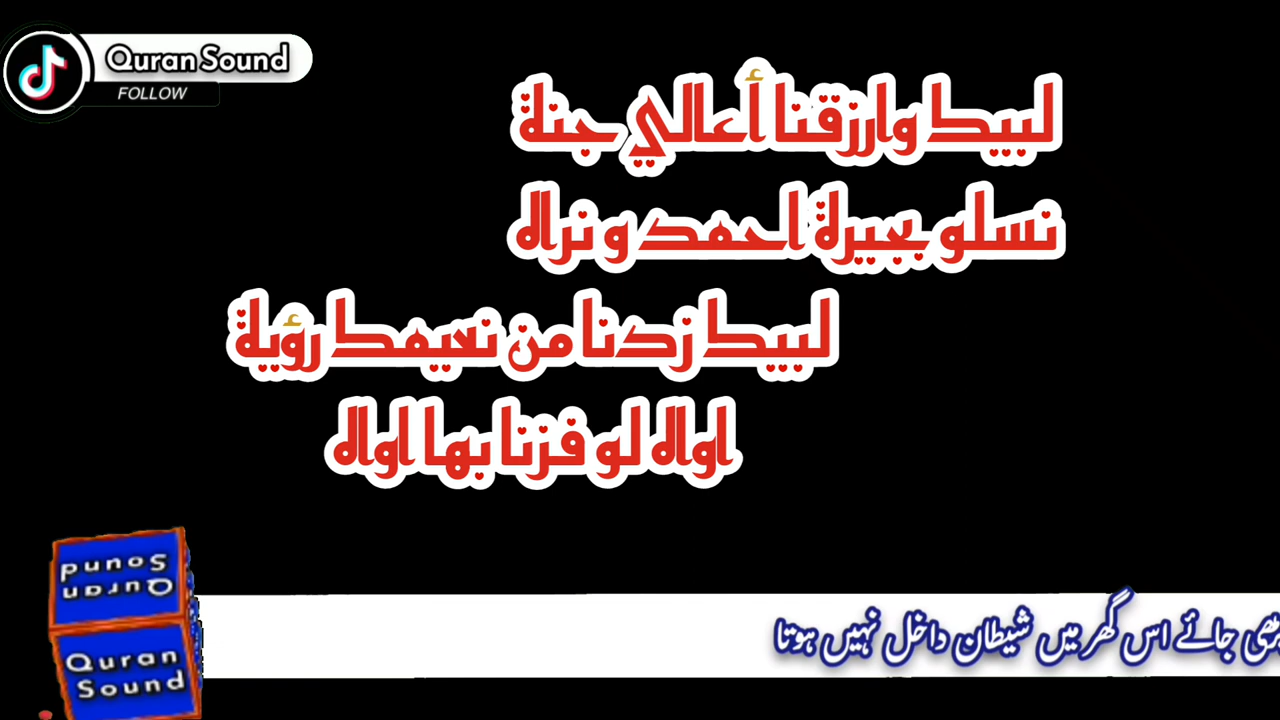 Quran Sound
FOLLOW
لبيك وارزقنا أعالي جنة
نسلو بجيرة احمد و نراه
لبيك زدنا من نعيمك رؤية
اواه لو فزنا بها اواه
Quran
Sound
Quran
Sound
جائے اس گھر میں شیطان داخل نہیں ہوتا